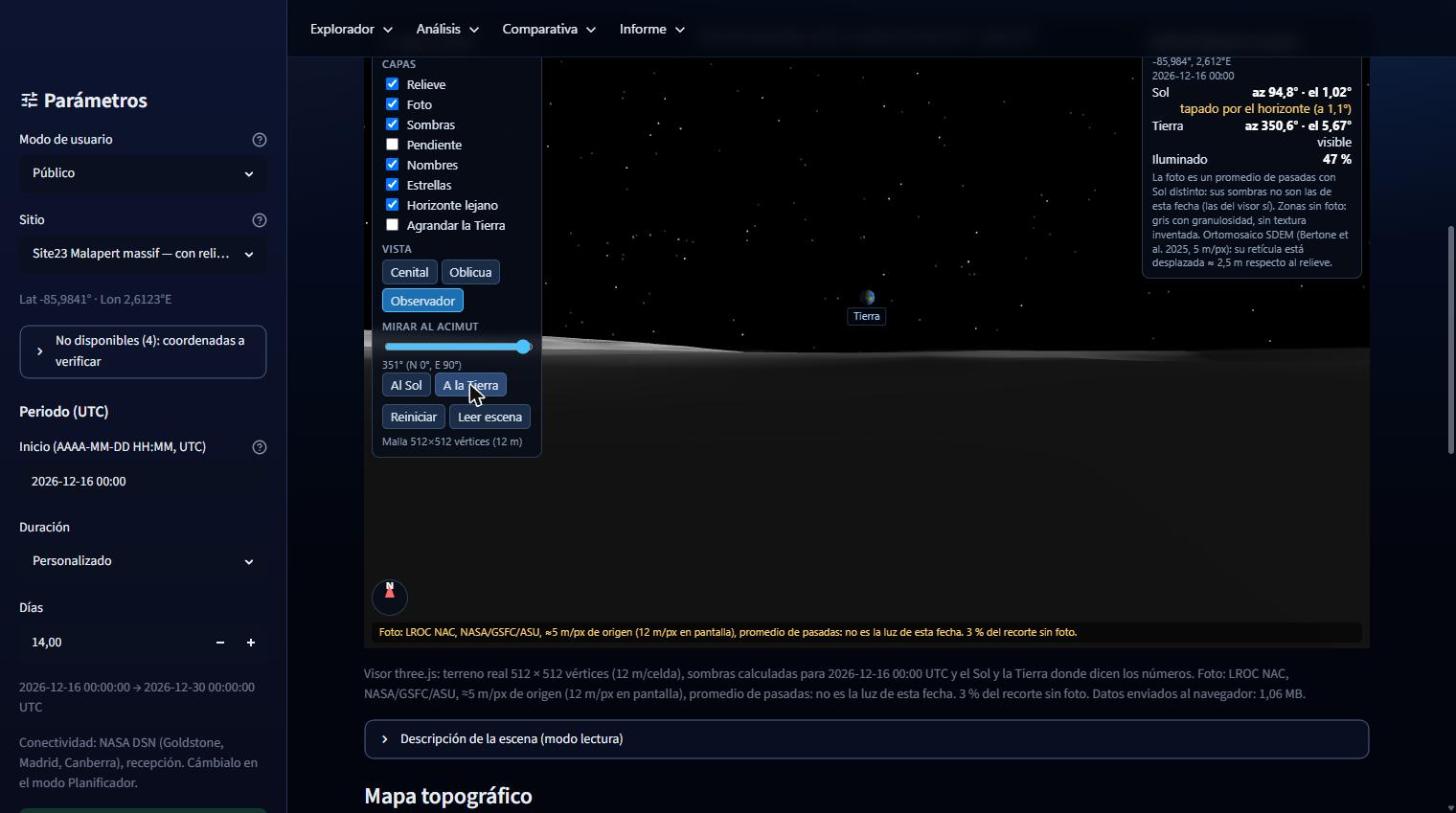 Explorador
Análisis
Comparativa
Informe
Parámetros
Modo de usuario
Público
Sitio
Site23 Malapert massif — con reli…
Lat -85,9841° · Lon 2,6123°E
No disponibles (4): coordenadas a
verificar
Periodo (UTC)
Inicio (AAAA-MM-DD HH:MM, UTC)
2026-12-16 00:00
Duración
Personalizado
Días
14,00
2026-12-16 00:00:00 → 2026-12-30 00:00:00
UTC
Conectividad: NASA DSN (Goldstone,
Madrid, Canberra), recepción. Cámbialo en
el modo Planificador.
CAPAS
Relieve
Foto
Sombras
Pendiente
Nombres
Estrellas
Horizonte lejano
Agrandar la Tierra
VISTA
Cenital
Oblicua
Observador
MIRAR AL ACIMUT
351° (N 0°, E 90°)
Al Sol
A la Tierra
Reiniciar
Leer escena
Malla 512×512 vértices (12 m)
Tierra
-85,984°, 2,612°E
2026-12-16 00:00
Sol az 94,8° · el 1,02°
tapado por el horizonte (a 1,1°)
Tierra az 350,6° · el 5,67°
visible
Iluminado 47 %
La foto es un promedio de pasadas con
Sol distinto: sus sombras no son las de
esta fecha (las del visor sí). Zonas sin foto:
gris con granulosidad, sin textura
inventada. Ortomosaico SDEM (Bertone et
al. 2025, 5 m/px): su retícula está
desplazada ≈ 2,5 m respecto al relieve.
N
Foto: LROC NAC, NASA/GSFC/ASU, ≈5 m/px de origen (12 m/px en pantalla), promedio de pasadas: no es la luz de esta fecha. 3 % del recorte sin foto.
Visor three.js: terreno real 512 × 512 vértices (12 m/celda), sombras calculadas para 2026-12-16 00:00 UTC y el Sol y la Tierra donde dicen los números. Foto: LROC NAC,
NASA/GSFC/ASU, ≈5 m/px de origen (12 m/px en pantalla), promedio de pasadas: no es la luz de esta fecha. 3 % del recorte sin foto. Datos enviados al navegador: 1,06 MB.
Descripción de la escena (modo lectura)
Mapa topográfico